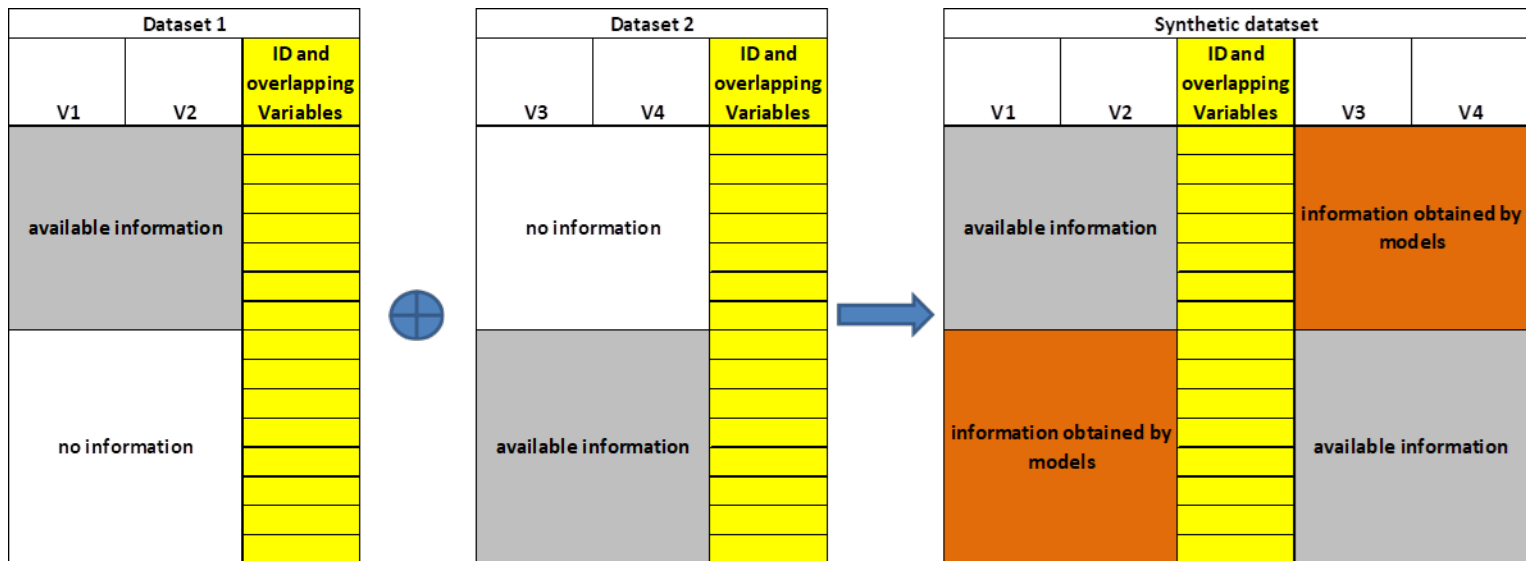 Dataset 1
V1
V2
ID and
overlapping
Variables
available information
no information
Dataset 2
V3
V4
ID and
overlapping
Variables
no information
available information
Synthetic datatset
V1
V2
ID and
overlapping
Variables
V3
V4
available information
information obtained by
models
information obtained by
models
available information